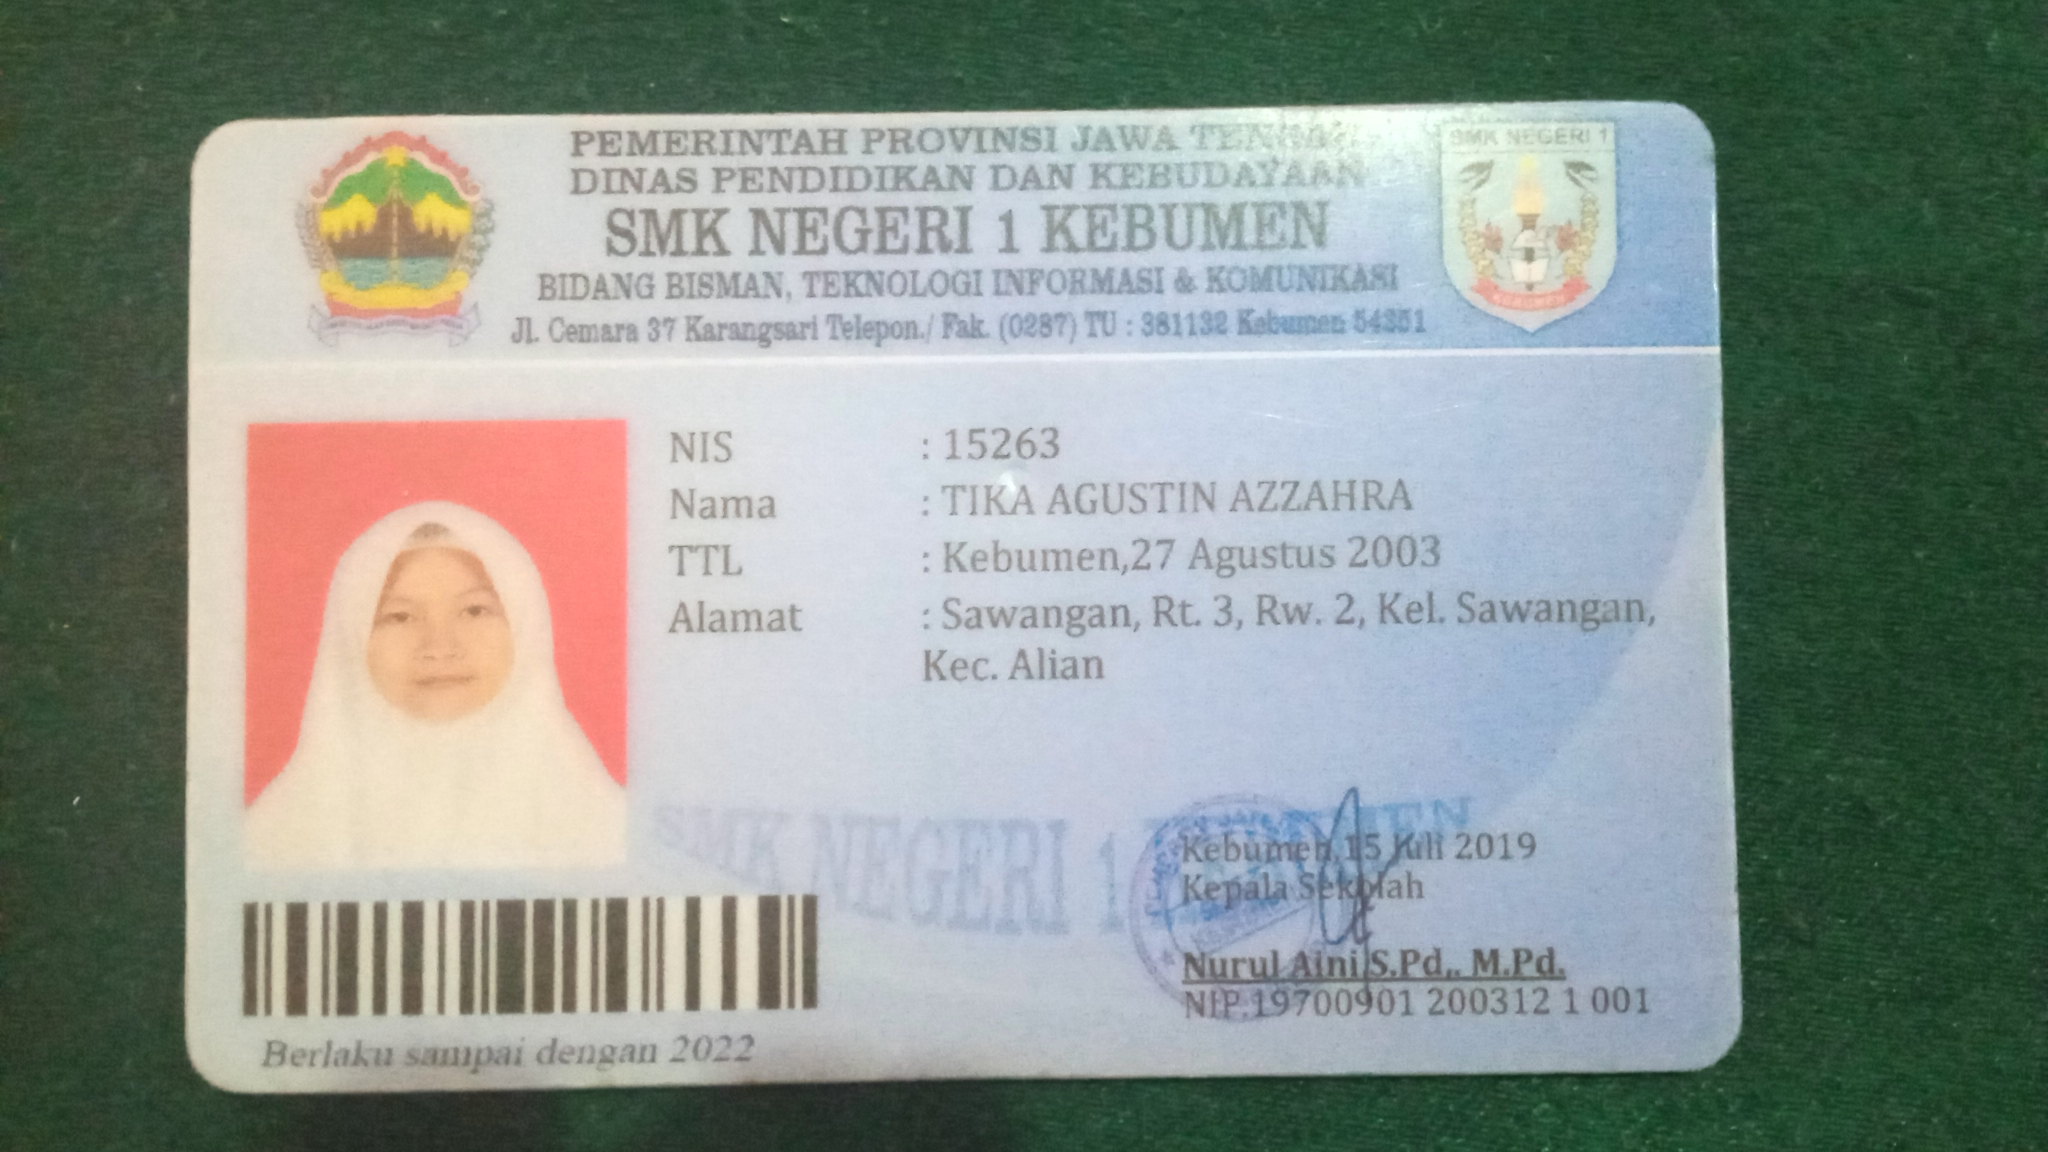 PEMERINTAH PROVINSI JAWA TENGAH
DINAS PENDIDIKAN DAN KEBUDAYAAN
SMK NEGERI 1 KEBUMEN
BIDANG BISMAN, TEKNOLOGI INFORMASI & KOMUNIKASI
Jl. Cemara 37 Karangsari Telepon./ Fak. (0287) TU : 381132 Kebumen 54351
SMK NEGERI 1
KEBUMEN
NIS : 15263
Nama : TIKA AGUSTIN AZZAHRA
TTL : Kebumen,27 Agustus 2003
Alamat : Sawangan, Rt. 3, Rw. 2, Kel. Sawangan,
Kec. Alian
SMK NEGERI 1 KEBUMEN
Kebumen,15 Juli 2019
Kepala Sekolah
Nurul Aini S.Pd,. M.Pd.
NIP.19700901 200312 1 001
Berlaku sampai dengan 2022